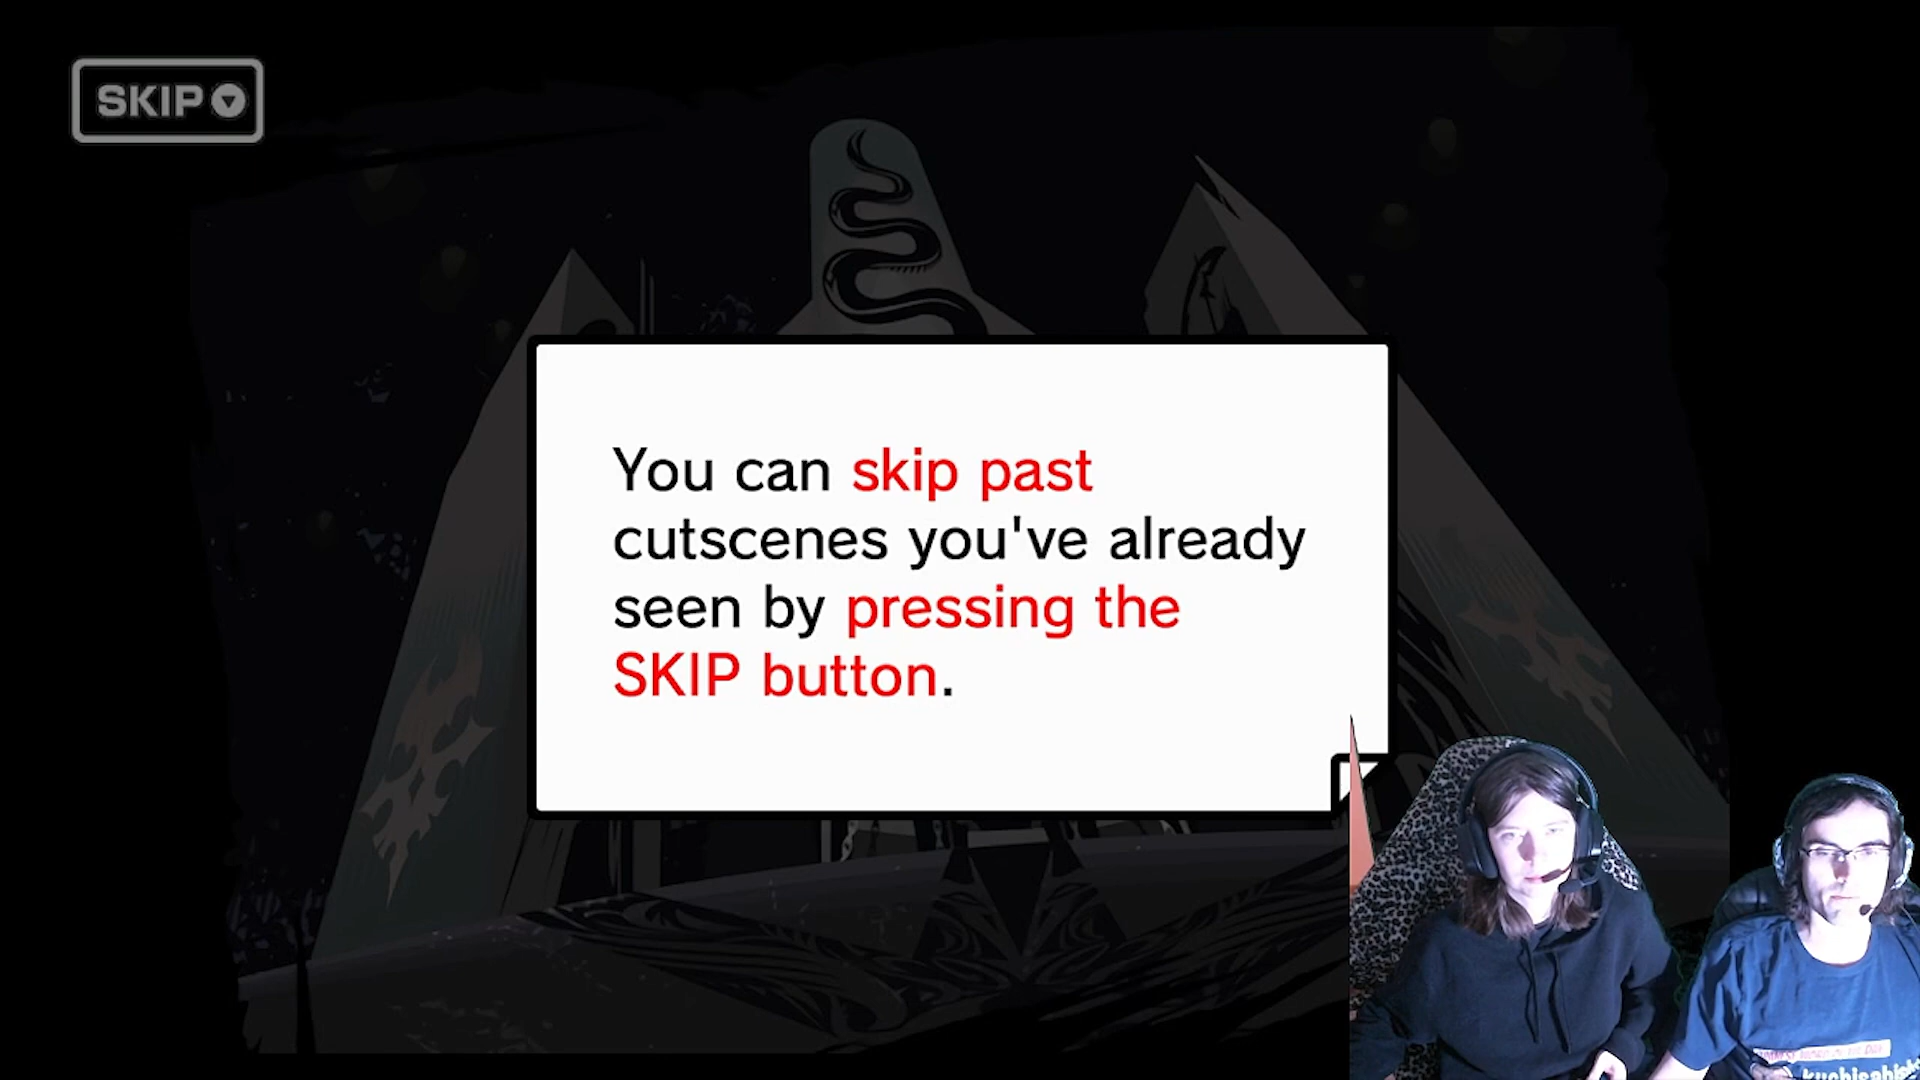 SKIP
You can skip past
cutscenes you've already
seen by pressing the
SKIP button.